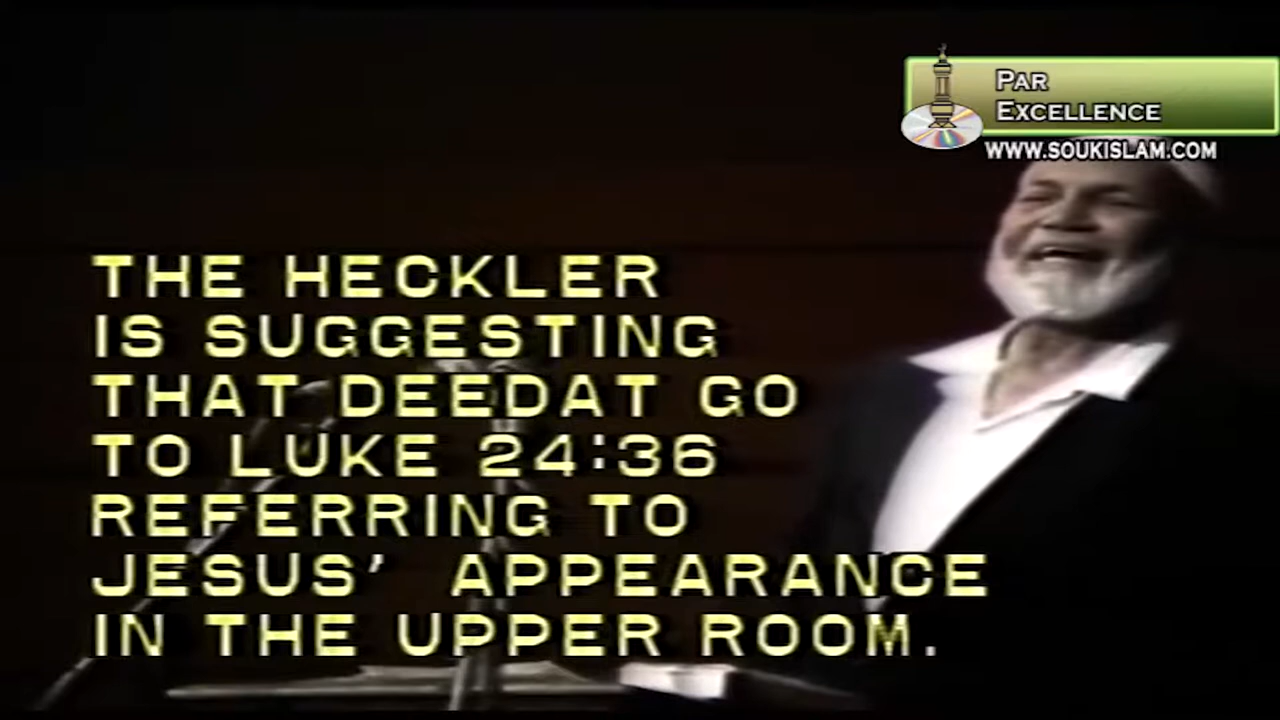 PAR
EXCELLENCE
WWW.SOUKISLAM.COM
THE HECKLER
IS SUGGESTING
THAT DEEDAT GO
TO LUKE 24:36
REFERRING TO
JESUS' APPEARANCE
IN THE UPPER ROOM.